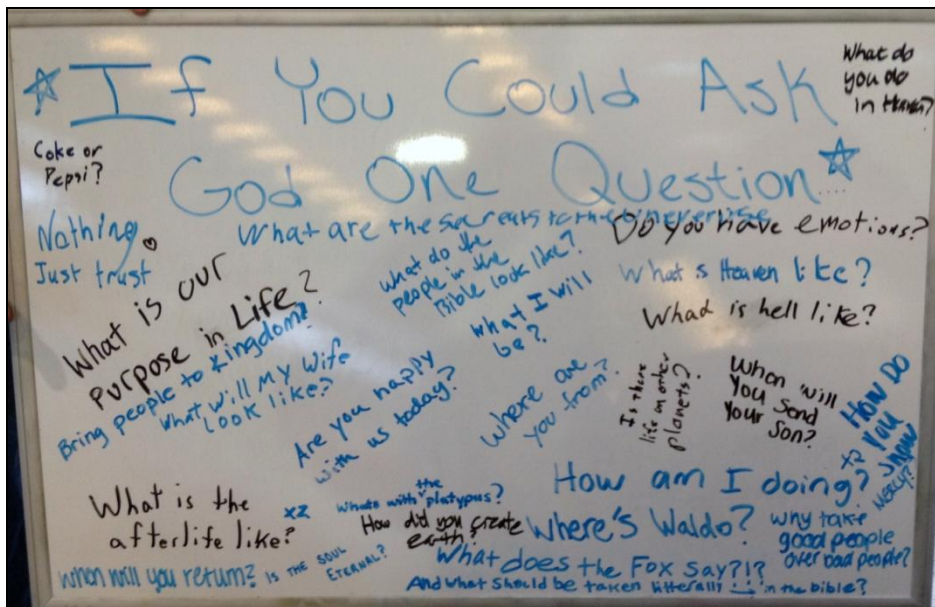 If You Could Ask
God One Question....
What do
you do
in Heaven?
Coke or
Pepsi?
Nothing.
Just trust
What are the
Do you have emotions?
What do the
people in the
Bible look like?
What s Heaven like?
What is our
Purpose in Life?
what I will
be?
What is hell like?
Bring people to kingdom?
What will My Wife
Look like?
Are you happy
with us today?
Where are
you from?
Is there
life on other
planets?
When will
You Send
Your Son?
HOW DO
YOU
show
MERCY?
x2
How am I doing?
What is the
afterlife like?
x2
Whats with the platypus?
How did you create
earth?
Where's Waldo?
why take
good people
over bad people?
When will you return?
IS THE SOUL
ETERNAL?
What does the Fox say?!?
And what should be taken litterally in the bible?